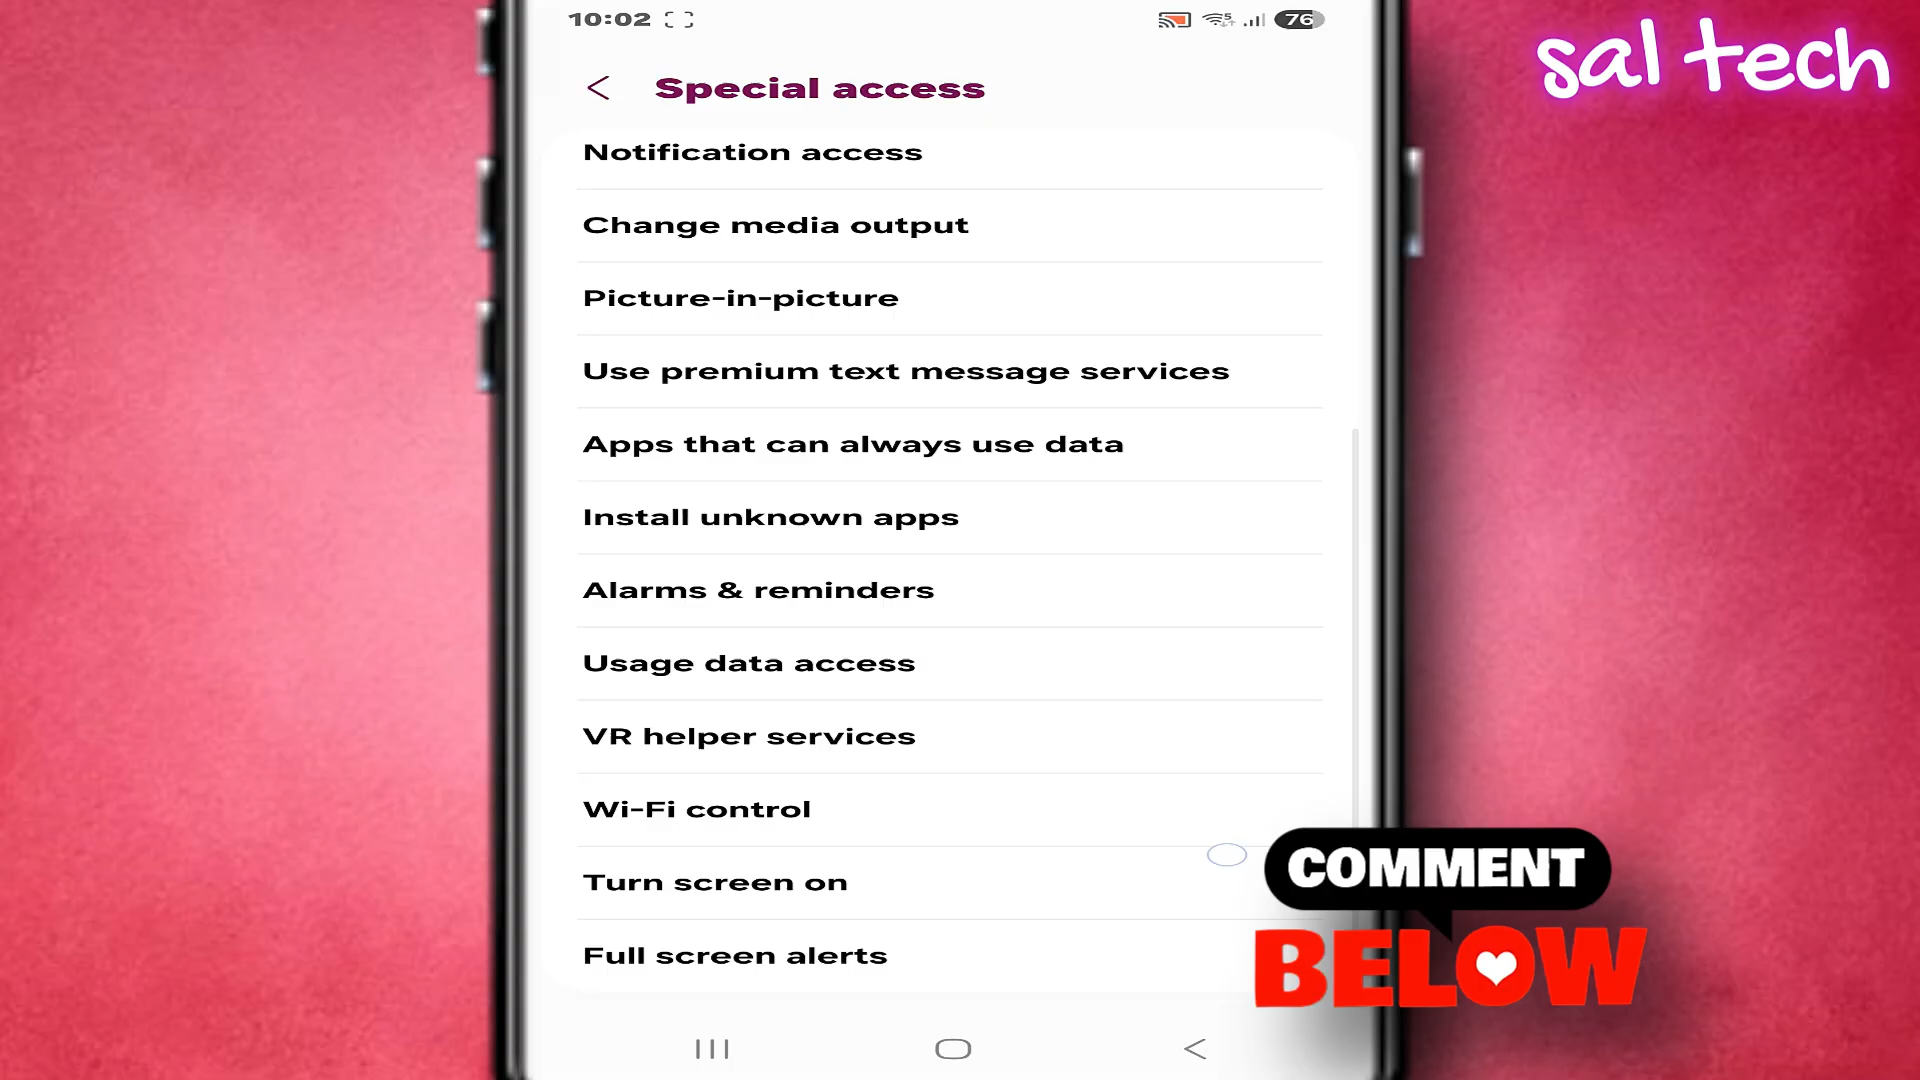 10:02
5
76
sal tech
Special access
Notification access
Change media output
Picture-in-picture
Use premium text message services
Apps that can always use data
Install unknown apps
Alarms & reminders
Usage data access
VR helper services
Wi-Fi control
Turn screen on
Full screen alerts
COMMENT
BELOW